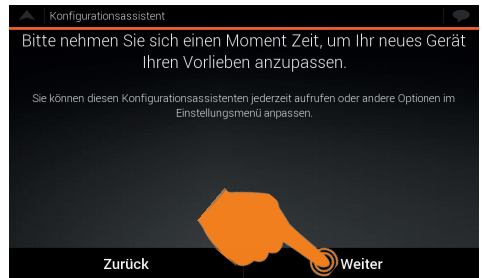 Konfigurationsassistent
Bitte nehmen Sie sich einen Moment Zeit, um Ihr neues Gerät
Ihren Vorlieben anzupassen.
Sie können diesen Konfigurationsassistenten jederzeit aufrufen oder andere Optionen im
Einstellungsmenü anpassen.
Zurück
Weiter